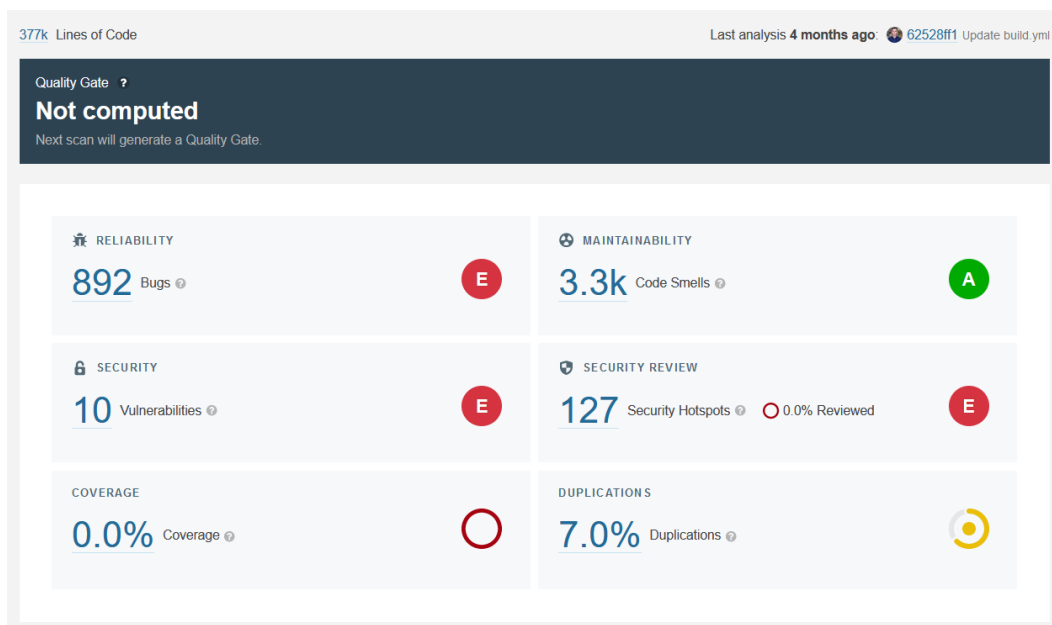 377k Lines of Code
Last analysis 4 months ago: 62528ff1 Update build.yml
Quality Gate ?
Not computed
Next scan will generate a Quality Gate.
RELIABILITY
892 Bugs ?
E
MAINTAINABILITY
3.3k Code Smells ?
A
SECURITY
10 Vulnerabilities ?
E
SECURITY REVIEW
127 Security Hotspots ? 0.0% Reviewed
E
COVERAGE
0.0% Coverage ?
DUPLICATIONS
7.0% Duplications ?